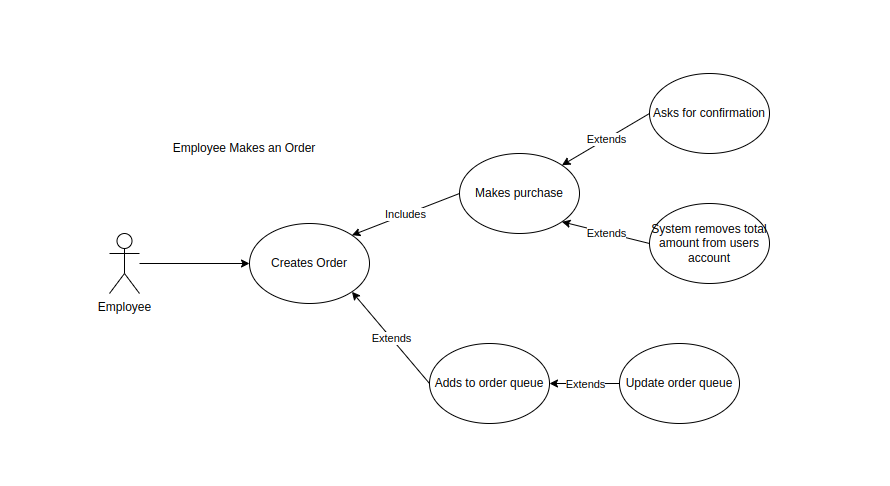 Employee Makes an Order
Asks for confirmation
Extends
Makes purchase
Includes
Extends
System removes total
amount from users
account
Creates Order
Employee
Extends
Adds to order queue
Extends
Update order queue